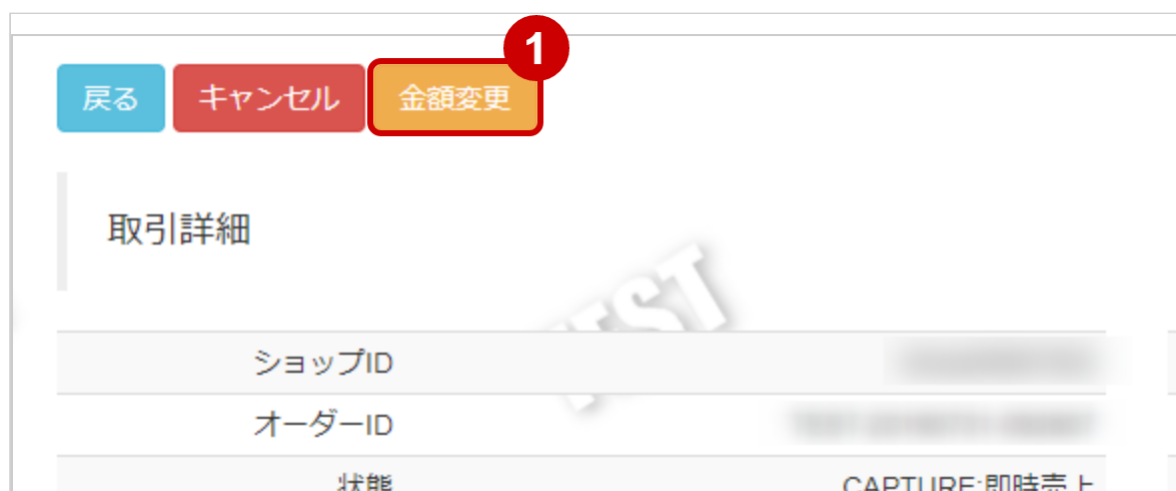 1
戻る キャンセル 金額変更
取引詳細
TEST
ショップID
オーダーID
状態 CAPTURE:即時売上